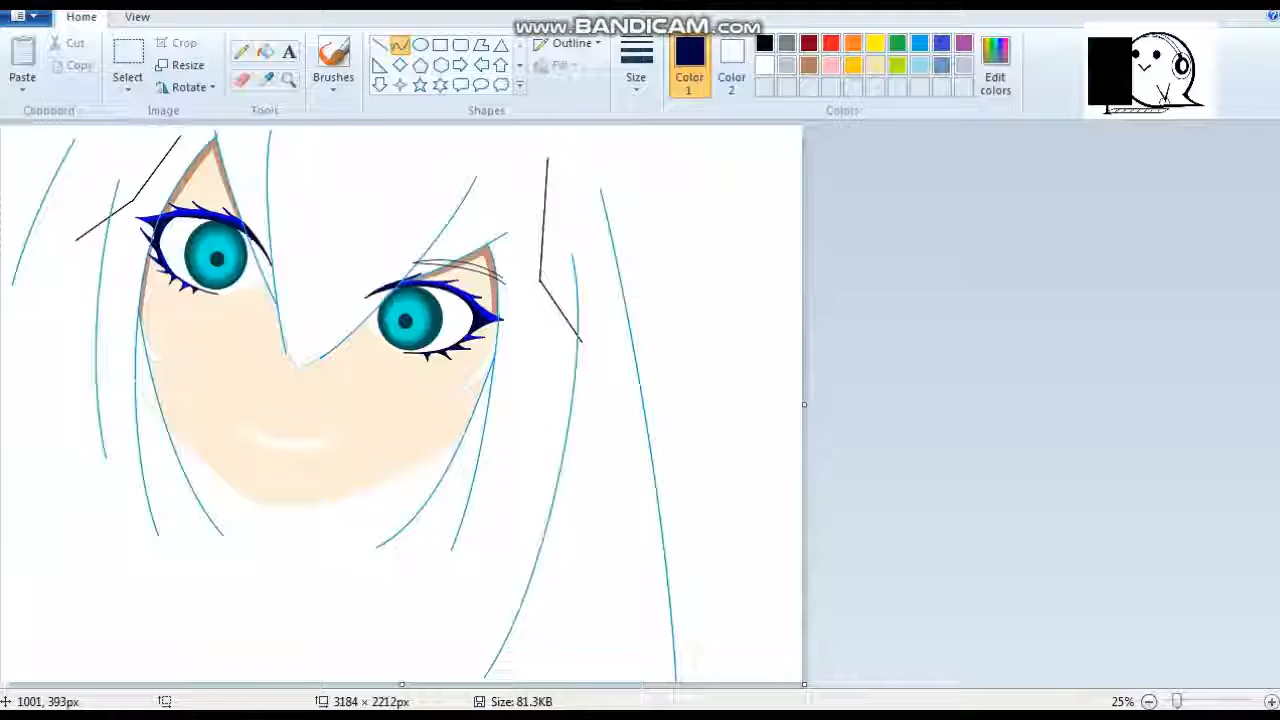 www.BANDICAM.com
Home View
Cut
Copy
Paste
Clipboard
Crop
Resize
Rotate
Select
Image
A
Tools
Brushes
Shapes
Outline
Fill
Size
Color 1
Color 2
Edit colors
Colors
1001, 393px
3184 × 2212px
Size: 81.3KB
25%